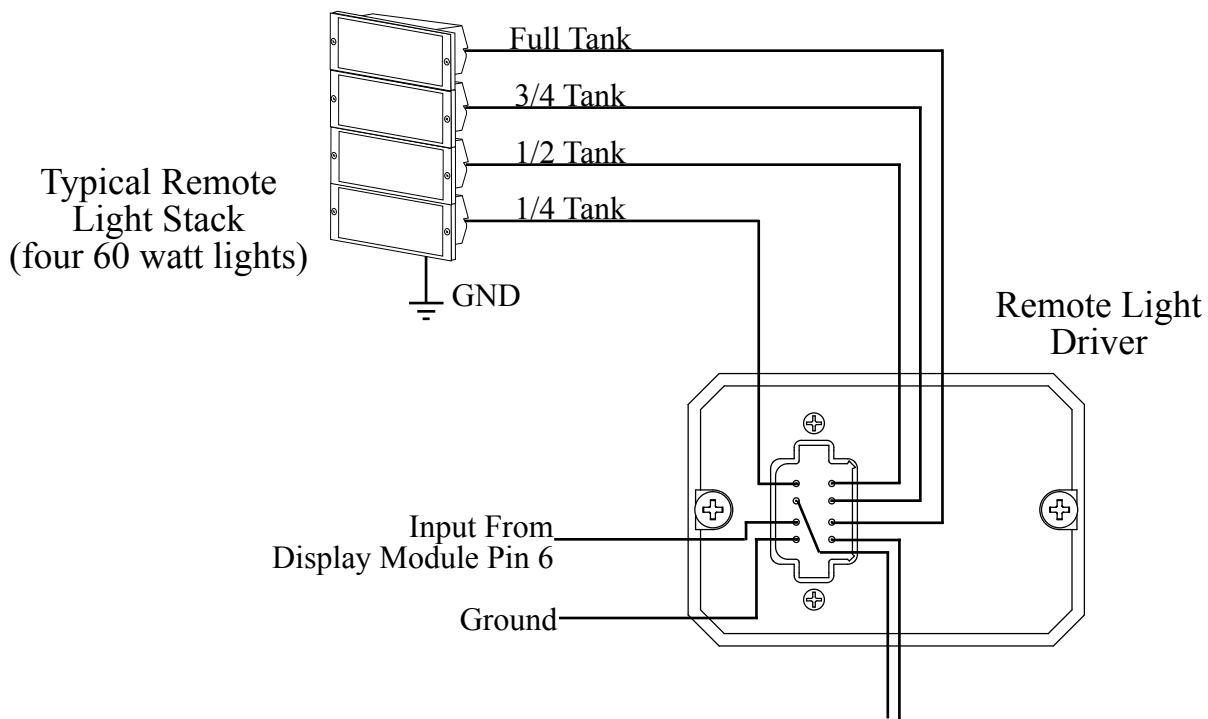 Full Tank
3/4 Tank
1/2 Tank
1/4 Tank
Typical Remote
Light Stack
(four 60 watt lights)
GND
Remote Light
Driver
Input From
Display Module Pin 6
Ground